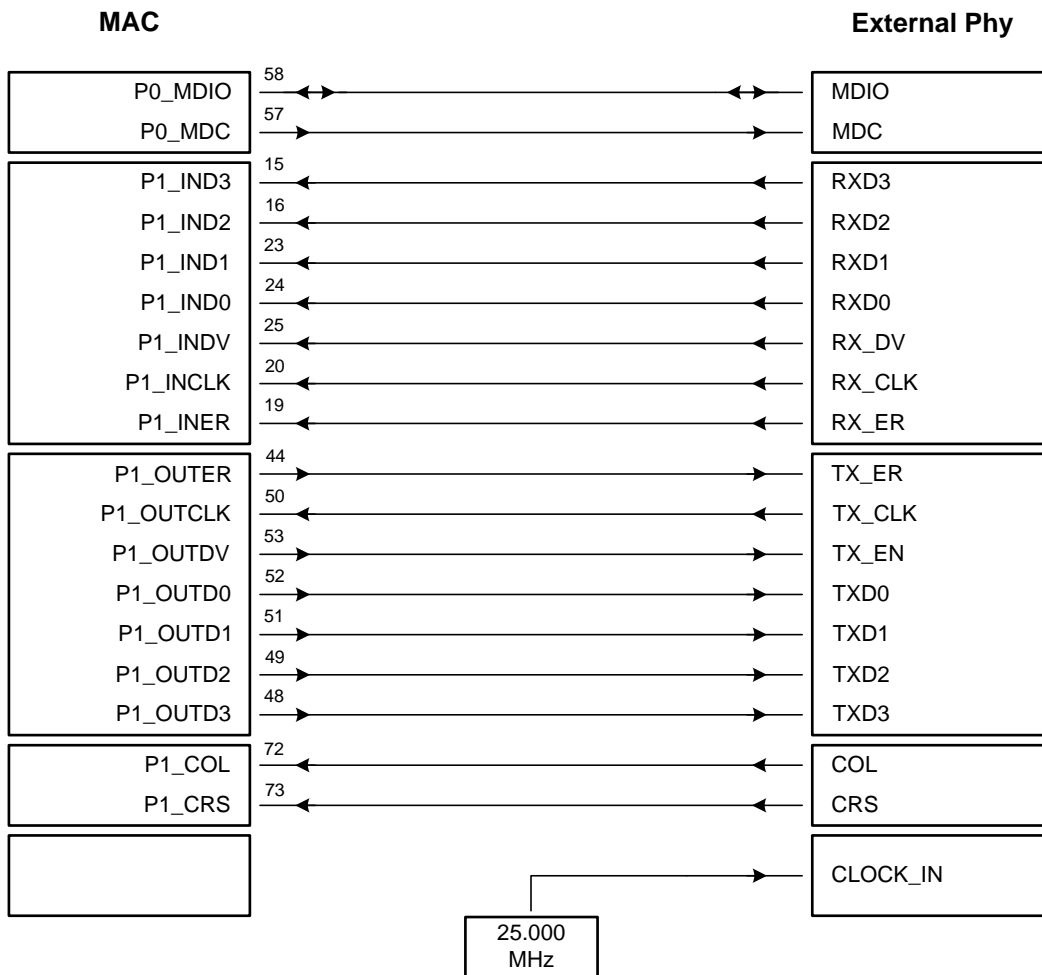 MAC External Phy
P0_MDIO 58 MDIO
P0_MDC 57 MDC
P1_IND3 15 RXD3
P1_IND2 16 RXD2
P1_IND1 23 RXD1
P1_IND0 24 RXD0
P1_INDV 25 RX_DV
P1_INCLK 20 RX_CLK
P1_INER 19 RX_ER
P1_OUTER 44 TX_ER
P1_OUTCLK 50 TX_CLK
P1_OUTDV 53 TX_EN
P1_OUTD0 52 TXD0
P1_OUTD1 51 TXD1
P1_OUTD2 49 TXD2
P1_OUTD3 48 TXD3
P1_COL 72 COL
P1_CRS 73 CRS
CLOCK_IN
25.000
MHz